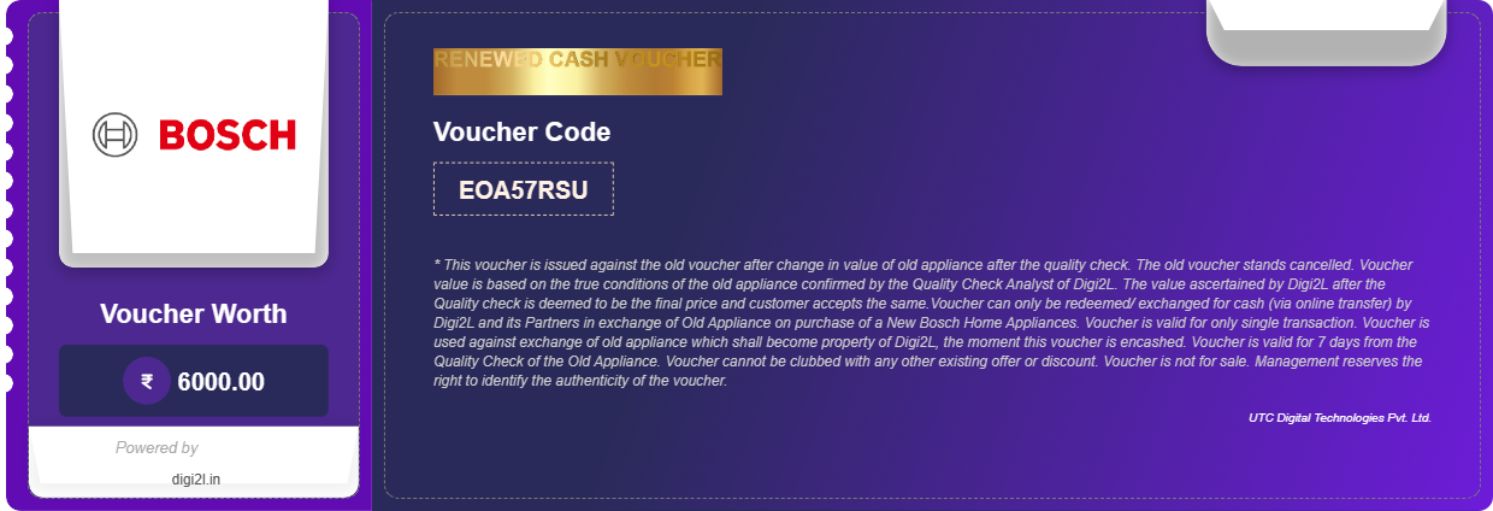 BOSCH
Voucher Worth
₹ 6000.00
Powered by
digi2l.in
RENEWED CASH VOUCHER
Voucher Code
EOA57RSU
* This voucher is issued against the old voucher after change in value of old appliance after the quality check. The old voucher stands cancelled. Voucher
value is based on the true conditions of the old appliance confirmed by the Quality Check Analyst of Digi2L. The value ascertained by Digi2L after the
Quality check is deemed to be the final price and customer accepts the same.Voucher can only be redeemed/ exchanged for cash (via online transfer) by
Digi2L and its Partners in exchange of Old Appliance on purchase of a New Bosch Home Appliances. Voucher is valid for only single transaction. Voucher is
used against exchange of old appliance which shall become property of Digi2L, the moment this voucher is encashed. Voucher is valid for 7 days from the
Quality Check of the Old Appliance. Voucher cannot be clubbed with any other existing offer or discount. Voucher is not for sale. Management reserves the
right to identify the authenticity of the voucher.
UTC Digital Technologies Pvt. Ltd.